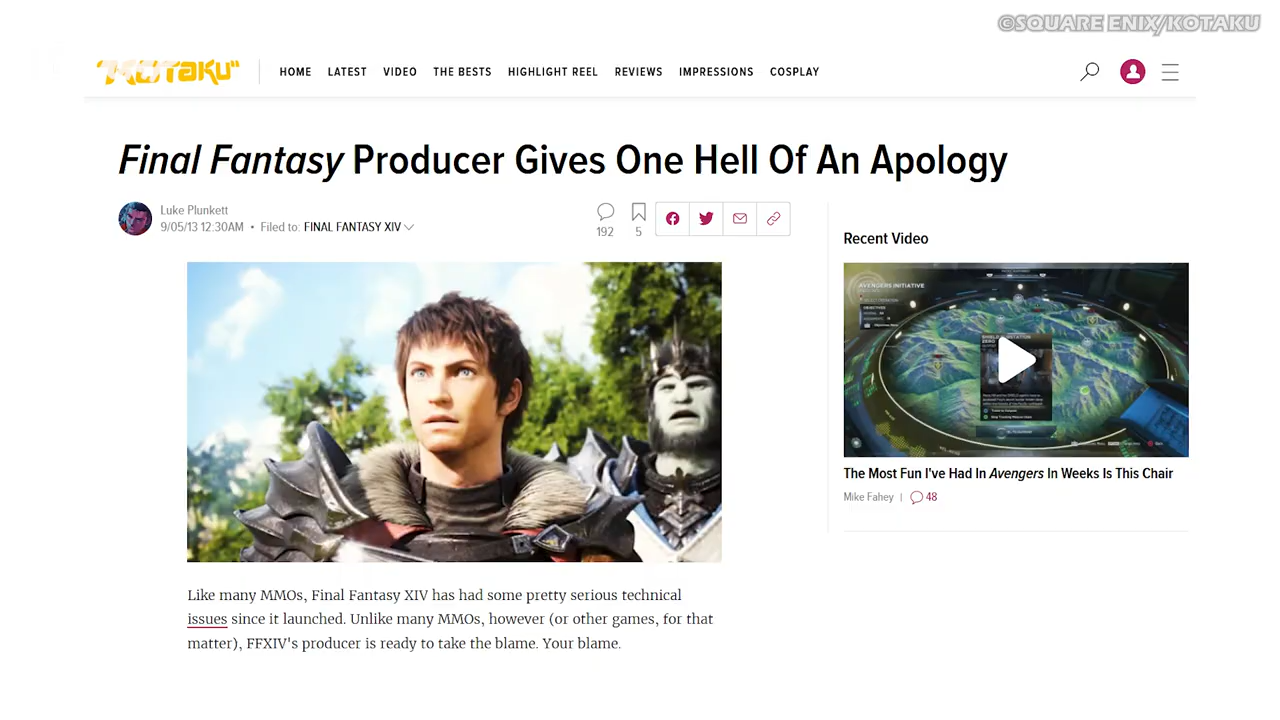 ©SQUARE ENIX/KOTAKU
"KOTAKU"
HOME LATEST VIDEO THE BESTS HIGHLIGHT REEL REVIEWS IMPRESSIONS COSPLAY
Final Fantasy Producer Gives One Hell Of An Apology
Luke Plunkett
9/05/13 12:30AM • Filed to: FINAL FANTASY XIV
192
5
Recent Video
AVENGERS INITIATIVE
The Most Fun I've Had In Avengers In Weeks Is This Chair
Mike Fahey | 48
Like many MMOs, Final Fantasy XIV has had some pretty serious technical
issues since it launched. Unlike many MMOs, however (or other games, for that
matter), FFXIV's producer is ready to take the blame. Your blame.